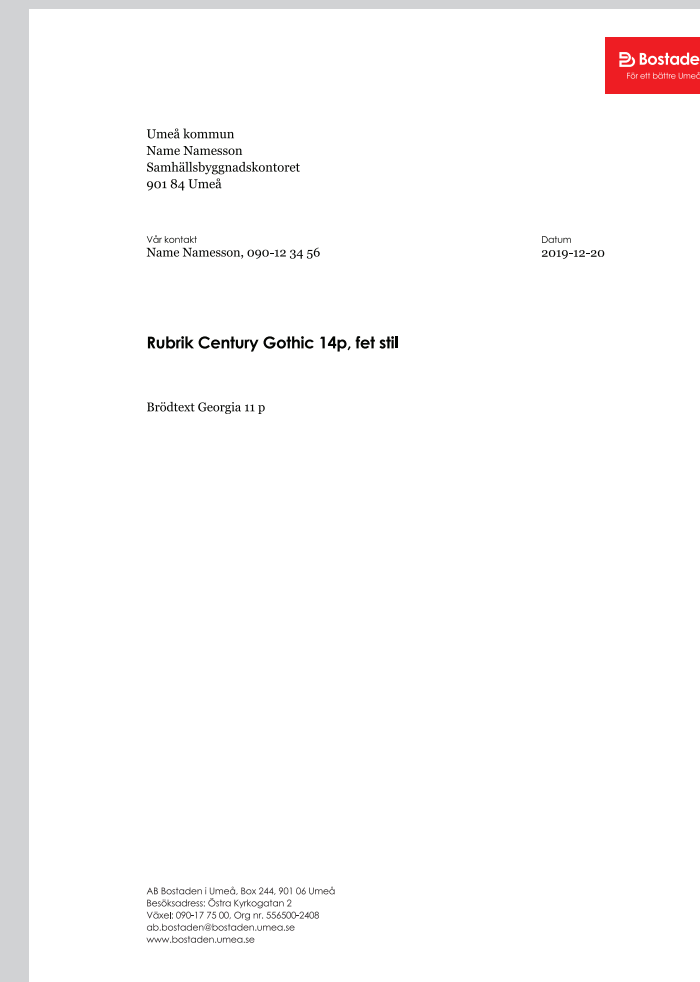 Bostade
För ett bättre Umeå
Umeå kommun
Name Namesson
Samhällsbyggnadskontoret
901 84 Umeå
Vår kontakt
Name Namesson, 090-12 34 56
Datum
2019-12-20
Rubrik Century Gothic 14p, fet stil
Brödtext Georgia 11 p
AB Bostaden i Umeå, Box 244, 901 06 Umeå
Besöksadress: Östra Kyrkogatan 2
Växel: 090-17 75 00, Org nr. 556500-2408
ab.bostaden@bostaden.umea.se
www.bostaden.umea.se